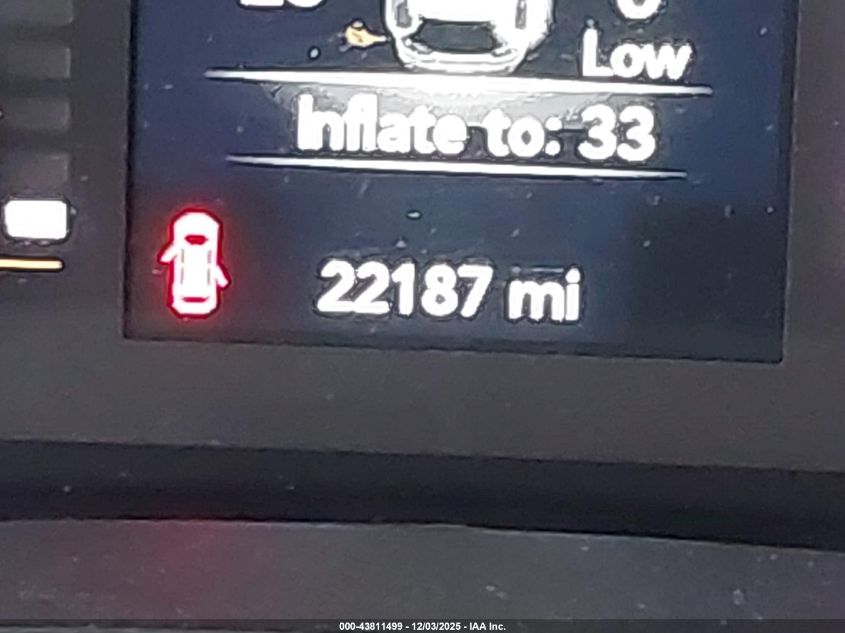 Low
Inflate to: 33
22187 mi
000-43811499 - 12/03/2025 - IAA Inc.